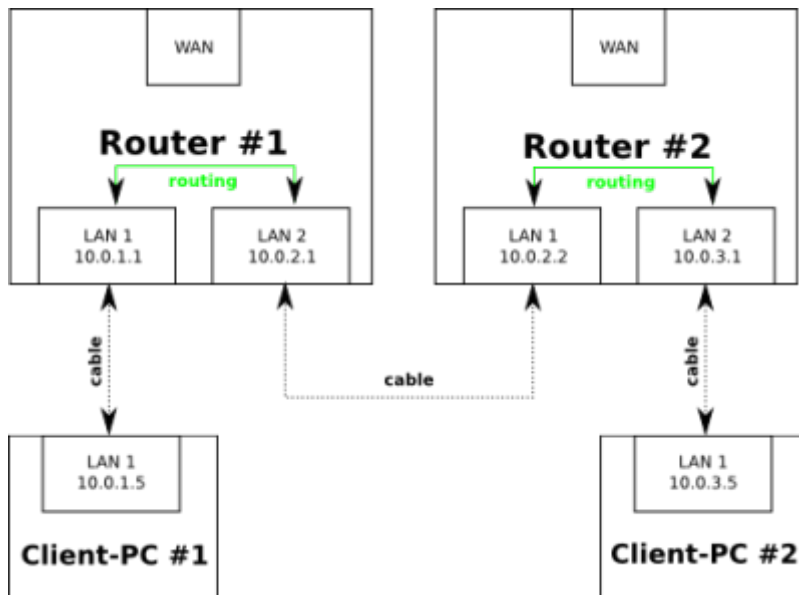 WAN
WAN
Router #1
Router #2
routing
routing
LAN 1
10.0.1.1
LAN 2
10.0.2.1
LAN 1
10.0.2.2
LAN 2
10.0.3.1
cable
cable
cable
LAN 1
10.0.1.5
LAN 1
10.0.3.5
Client-PC #1
Client-PC #2